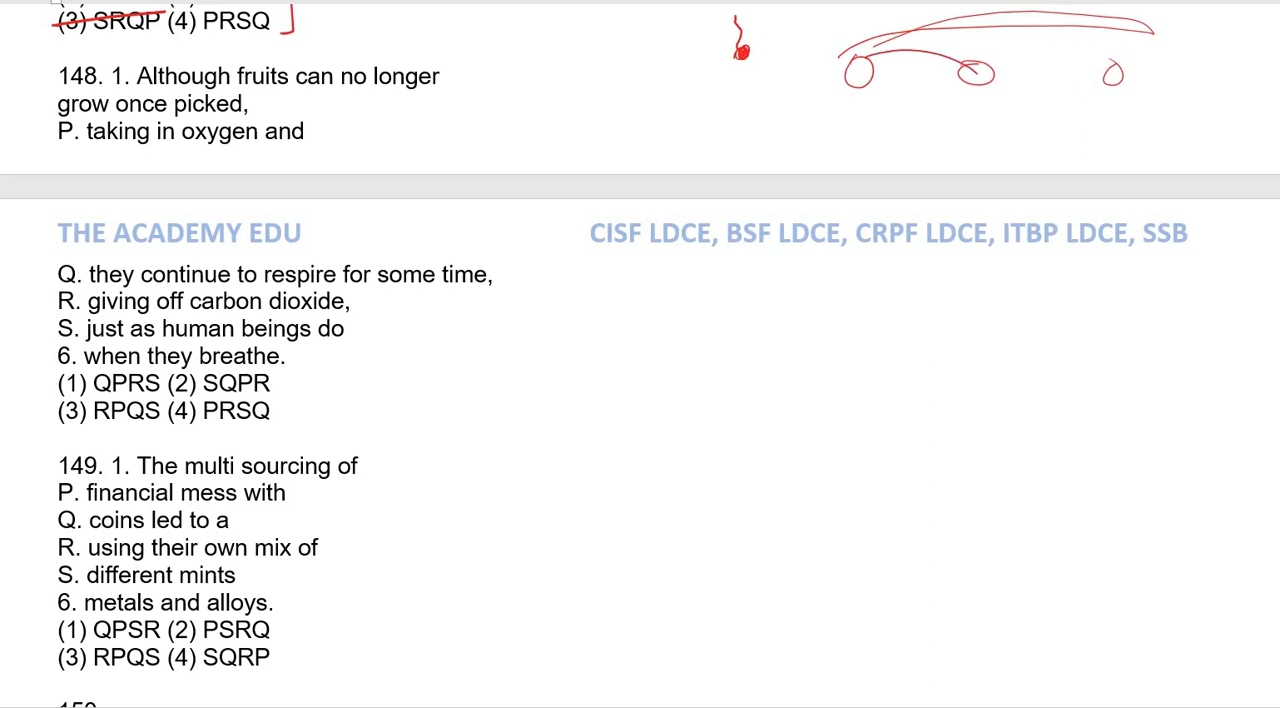 (3) SRQP (4) PRSQ
148. 1. Although fruits can no longer
grow once picked,
P. taking in oxygen and
THE ACADEMY EDU CISF LDCE, BSF LDCE, CRPF LDCE, ITBP LDCE, SSB
Q. they continue to respire for some time,
R. giving off carbon dioxide,
S. just as human beings do
6. when they breathe.
(1) QPRS (2) SQPR
(3) RPQS (4) PRSQ
149. 1. The multi sourcing of
P. financial mess with
Q. coins led to a
R. using their own mix of
S. different mints
6. metals and alloys.
(1) QPSR (2) PSRQ
(3) RPQS (4) SQRP